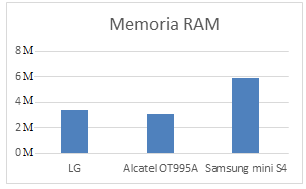 Memoria RAM
8 M
6 M
4 M
2 M
0 M
LG
Alcatel OT995A
Samsung mini S4